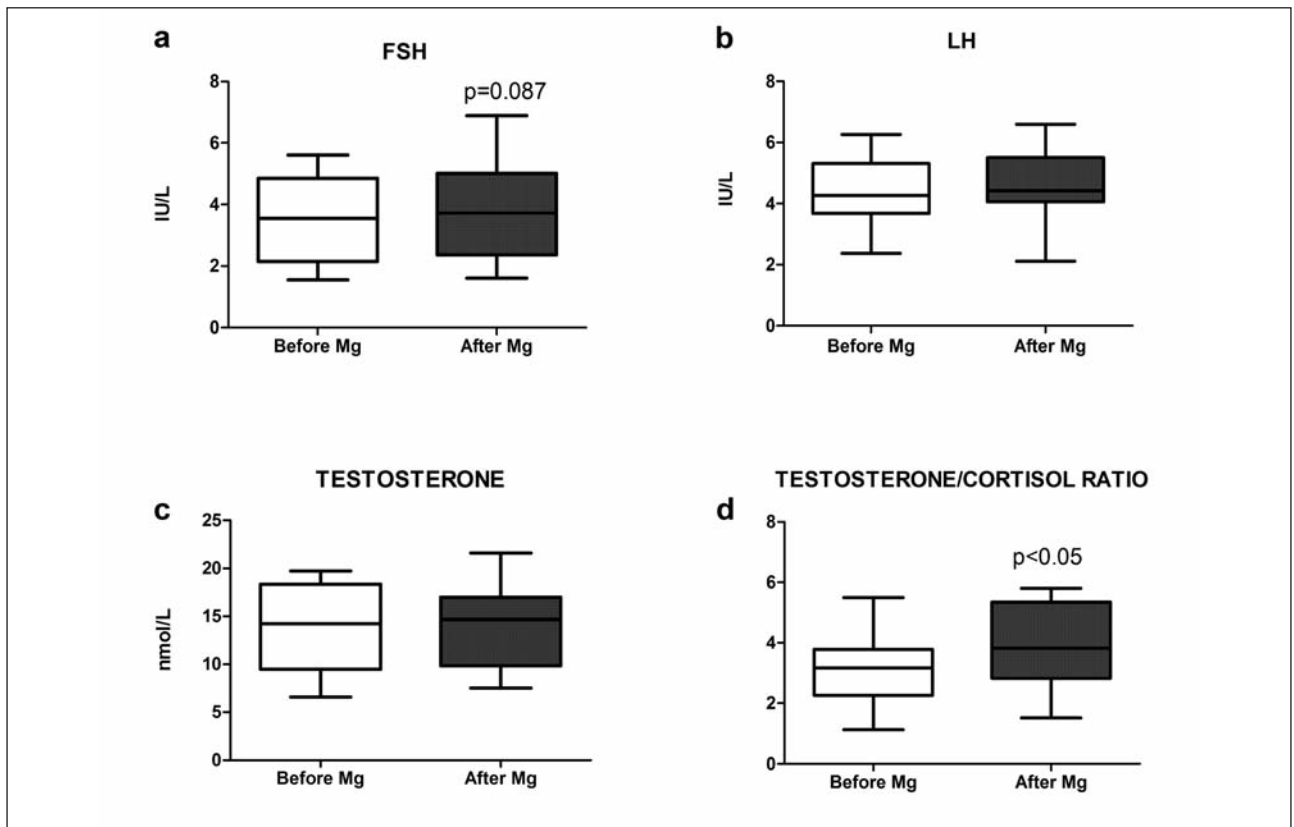 a
FSH
8
p=0.087
6
IU/L
4
2
0
Before Mg
After Mg
b
LH
8
6
IU/L
4
2
0
Before Mg
After Mg
TESTOSTERONE
c
25
20
nmol/L
15
10
5
0
Before Mg
After Mg
TESTOSTERONE/CORTISOL RATIO
d
8
p<0.05
6
4
2
0
Before Mg
After Mg